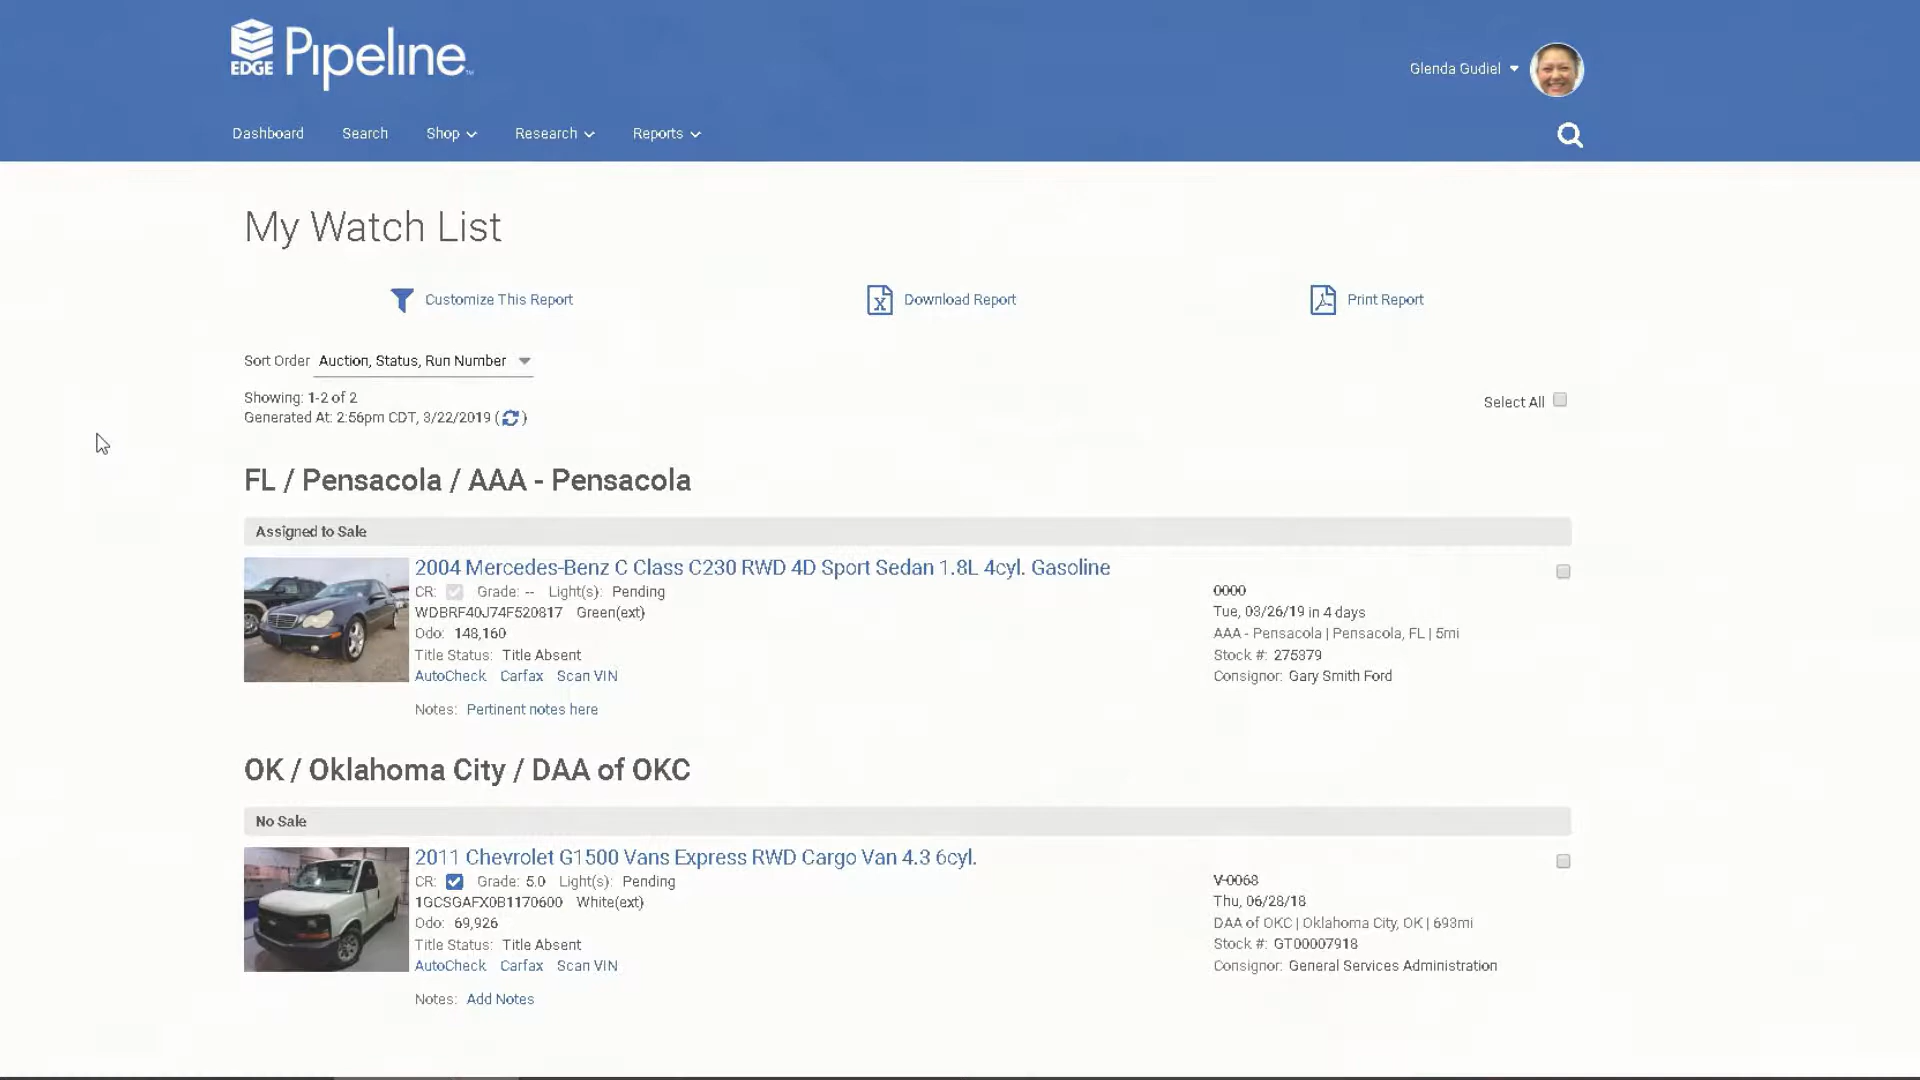 EDGE Pipeline
Glenda Gudiel
Dashboard Search Shop Research Reports
My Watch List
Customize This Report Download Report Print Report
Sort Order Auction, Status, Run Number
Showing: 1-2 of 2
Generated At: 2:56pm CDT, 3/22/2019 ( )
Select All
FL / Pensacola / AAA - Pensacola
Assigned to Sale
2004 Mercedes-Benz C Class C230 RWD 4D Sport Sedan 1.8L 4cyl. Gasoline
CR: Grade: -- Light(s): Pending
WDBRF40J74F520817 Green(ext)
Odo: 148,160
Title Status: Title Absent
AutoCheck Carfax Scan VIN
Notes: Pertinent notes here
0000
Tue, 03/26/19 in 4 days
AAA - Pensacola | Pensacola, FL | 5mi
Stock #: 275379
Consignor: Gary Smith Ford
OK / Oklahoma City / DAA of OKC
No Sale
2011 Chevrolet G1500 Vans Express RWD Cargo Van 4.3 6cyl.
CR: Grade: 5.0 Light(s): Pending
1GCSGAFX0B1170600 White(ext)
Odo: 69,926
Title Status: Title Absent
AutoCheck Carfax Scan VIN
Notes: Add Notes
V-0068
Thu, 06/28/18
DAA of OKC | Oklahoma City, OK | 693mi
Stock #: GT00007918
Consignor: General Services Administration